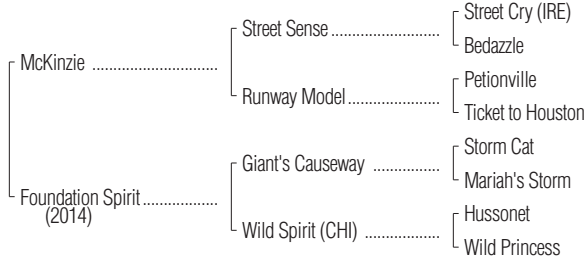 Street Cry (IRE)
Street Sense ..........................
Bedazzle
McKinzie ..............................
Petionville
Runway Model......................
Ticket to Houston
Storm Cat
Giant's Causeway ................
Mariah's Storm
Foundation Spirit..................
(2014)
Hussonet
Wild Spirit (CHI) ..................
Wild Princess